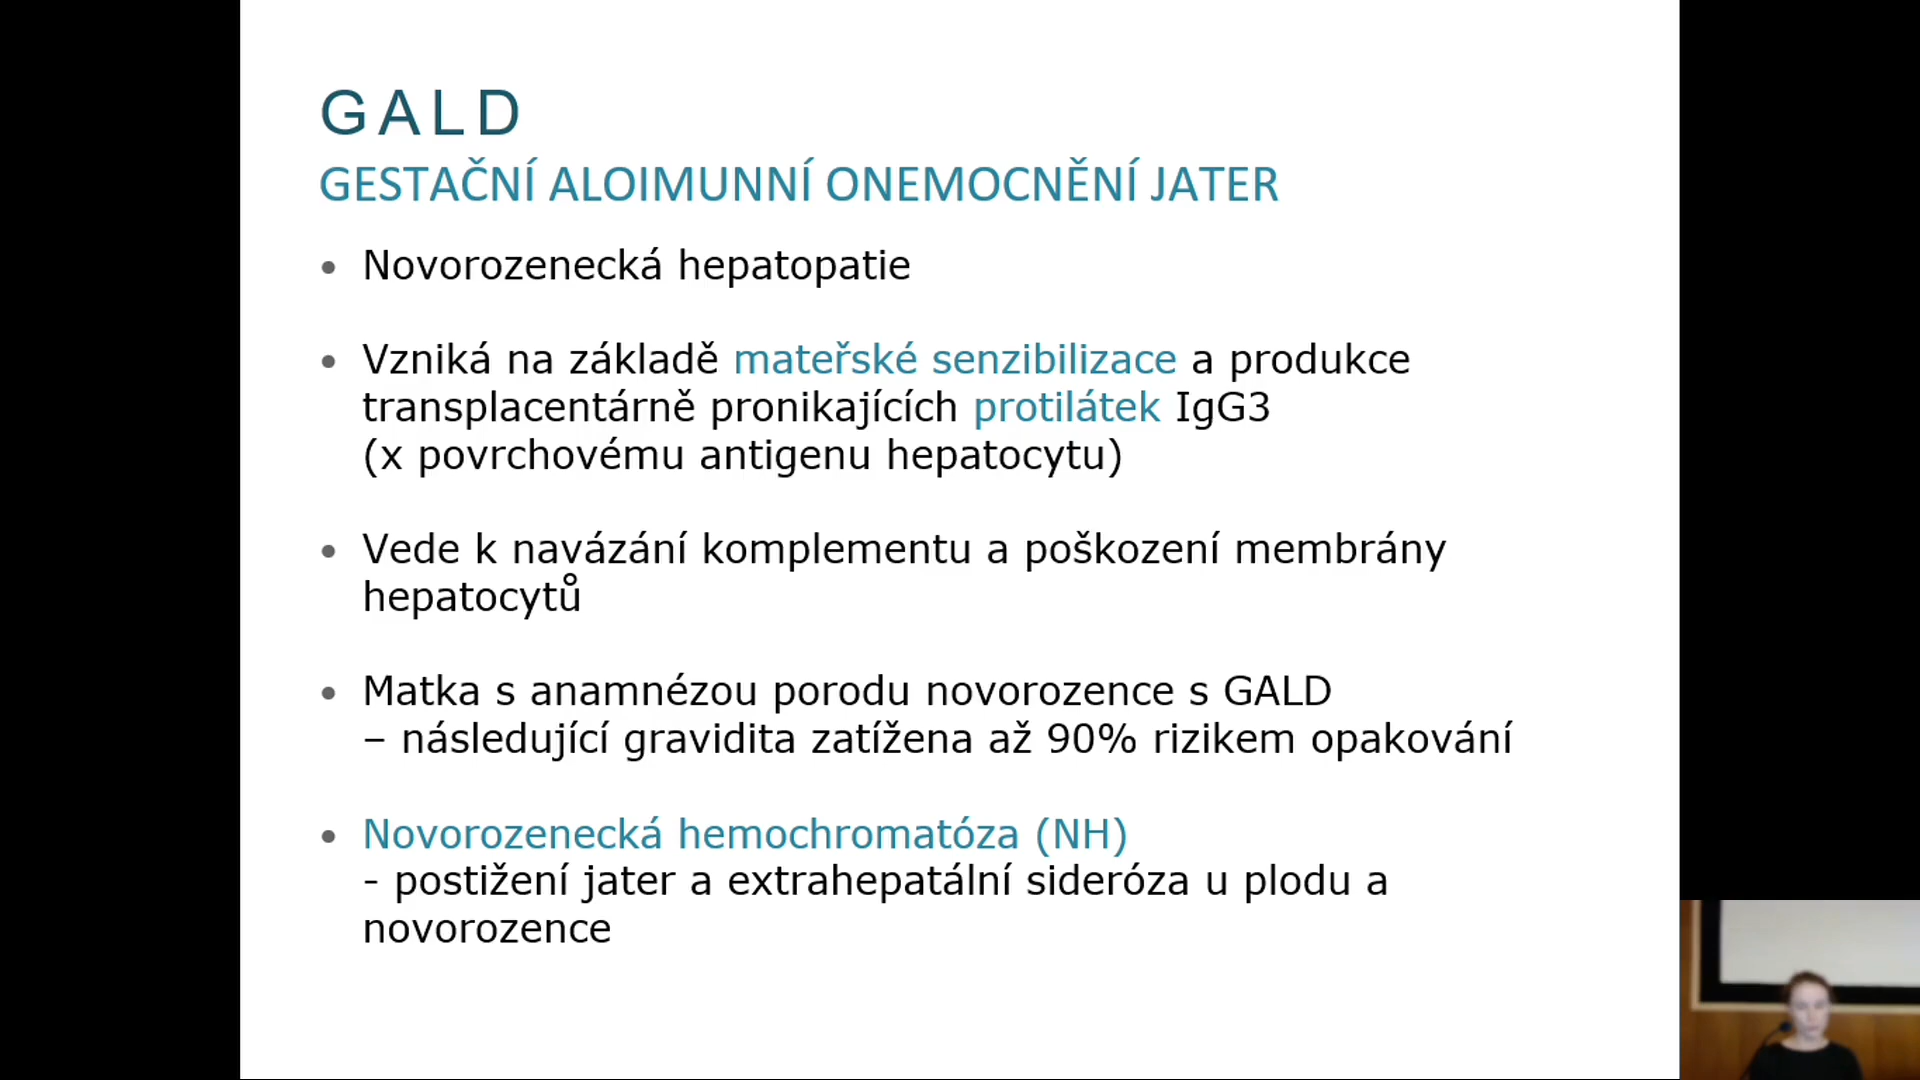 GALD
GESTAČNÍ ALOIMUNNÍ ONEMOCNĚNÍ JATER
• Novorozenecká hepatopatie
• Vzniká na základě mateřské senzibilizace a produkce
transplacentárně pronikajících protilátek IgG3
(x povrchovému antigenu hepatocytu)
• Vede k navázání komplementu a poškození membrány
hepatocytů
• Matka s anamnézou porodu novorozence s GALD
– následující gravidita zatížena až 90% rizikem opakování
• Novorozenecká hemochromatóza (NH)
- postižení jater a extrahepatální sideróza u plodu a
novorozence